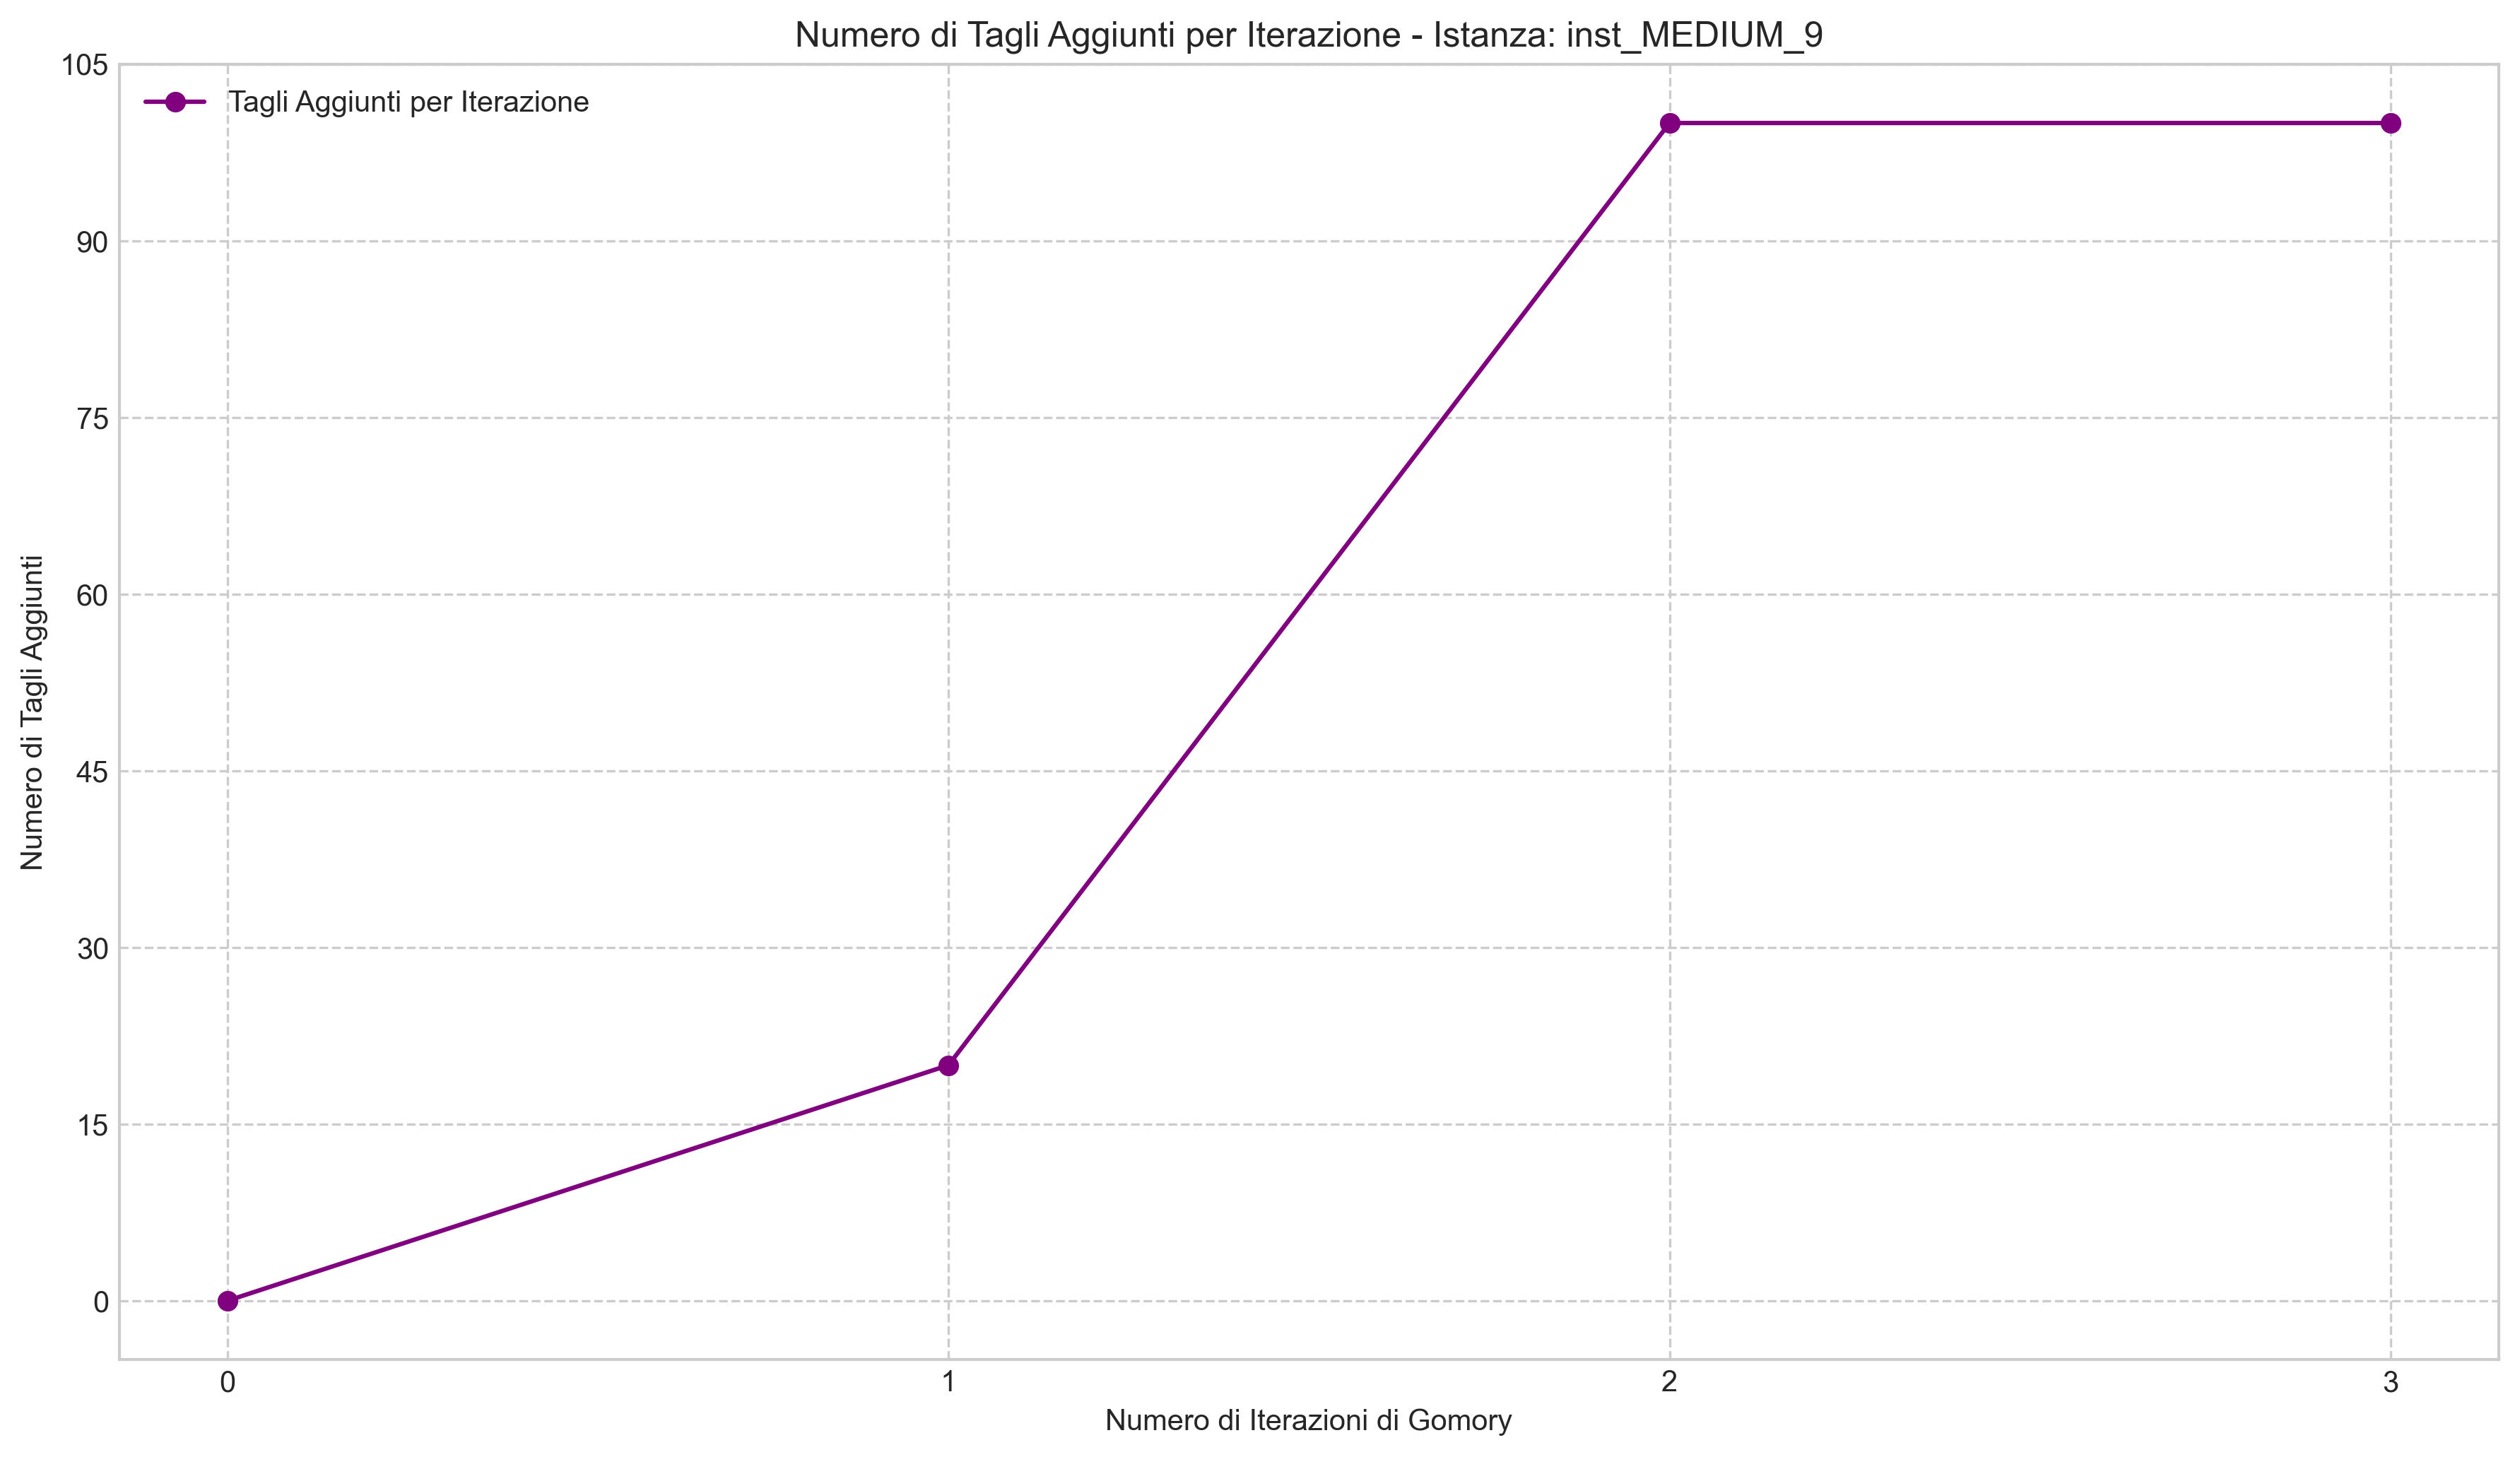 Numero di Tagli Aggiunti per Iterazione - Istanza: inst_MEDIUM_9
Tagli Aggiunti per Iterazione
Numero di Tagli Aggiunti
105
90
75
60
45
30
15
0
0 1 2 3
Numero di Iterazioni di Gomory